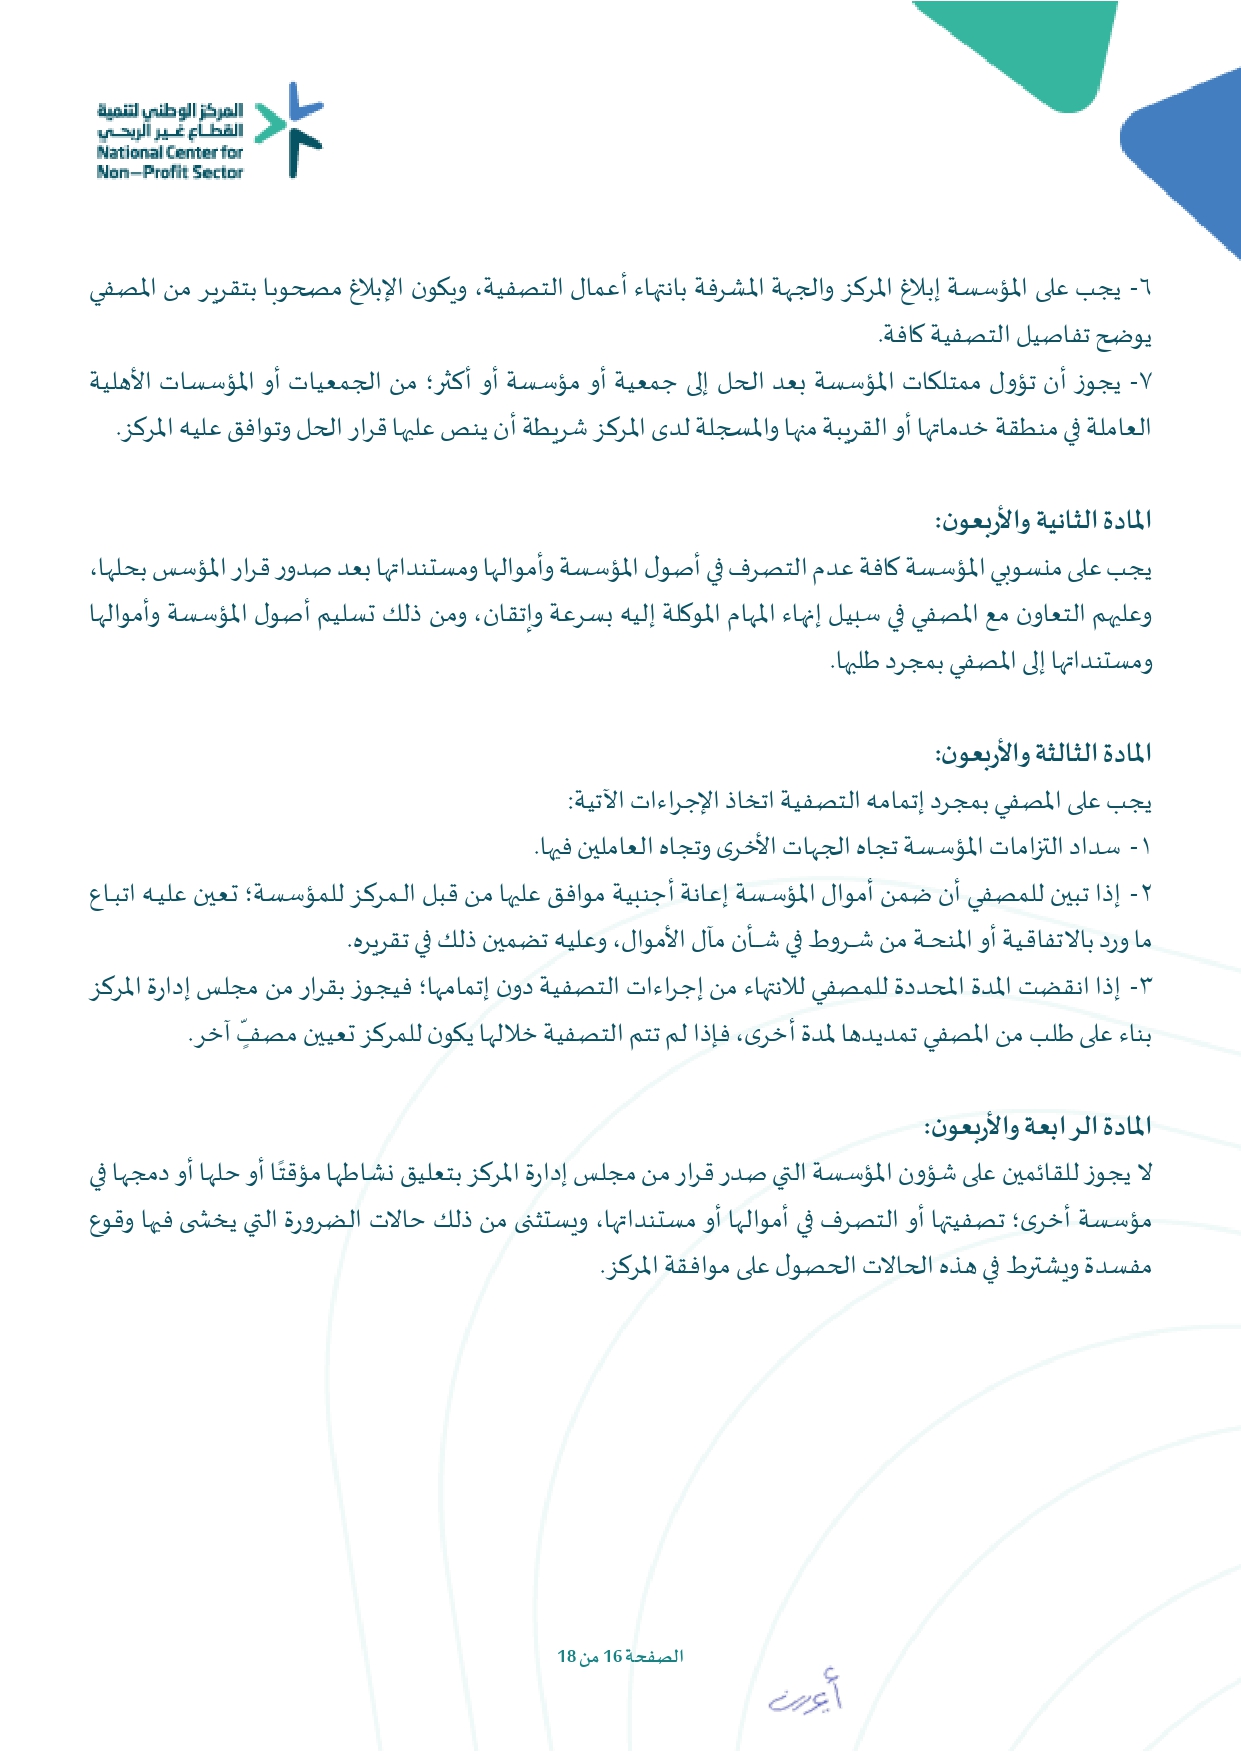 المركز الوطني لتنمية
القطاع غير الربحي
National Center for
Non-Profit Sector
٦- يجب على المؤسسة إبلاغ المركز والجهة المشرفة بانتهاء أعمال التصفية، ويكون الإبلاغ مصحوبا بتقرير من المصفي
يوضح تفاصيل التصفية كافة.
٧- يجوز أن تؤول ممتلكات المؤسسة بعد الحل إلى جمعية أو مؤسسة أو أكثر؛ من الجمعيات أو المؤسسات الأهلية
العاملة في منطقة خدماتها أو القريبة منها والمسجلة لدى المركز شريطة أن ينص عليها قرار الحل وتوافق عليه المركز.
المادة الثانية والأربعون:
يجب على منسوبي المؤسسة كافة عدم التصرف في أصول المؤسسة وأموالها ومستنداتها بعد صدور قرار المؤسس بحلها،
وعليهم التعاون مع المصفي في سبيل إنهاء المهام الموكلة إليه بسرعة وإتقان، ومن ذلك تسليم أصول المؤسسة وأموالها
ومستنداتها إلى المصفي بمجرد طلبها.
المادة الثالثة والأربعون:
يجب على المصفي بمجرد إتمامه التصفية اتخاذ الإجراءات الآتية:
١- سداد التزامات المؤسسة تجاه الجهات الأخرى وتجاه العاملين فيها.
٢- إذا تبين للمصفي أن ضمن أموال المؤسسة إعانة أجنبية موافق عليها من قبل المركز للمؤسسة؛ تعين عليه اتباع
ما ورد بالاتفاقية أو المنحة من شروط في شأن مآل الأموال، وعليه تضمين ذلك في تقريره.
٣- إذا انقضت المدة المحددة للمصفي للانتهاء من إجراءات التصفية دون إتمامها؛ فيجوز بقرار من مجلس إدارة المركز
بناء على طلب من المصفي تمديدها لمدة أخرى، فإذا لم تتم التصفية خلالها يكون للمركز تعيين مصفٍّ آخر.
المادة الرابعة والأربعون:
لا يجوز للقائمين على شؤون المؤسسة التي صدر قرار من مجلس إدارة المركز بتعليق نشاطها مؤقتًا أو حلها أو دمجها في
مؤسسة أخرى؛ تصفيتها أو التصرف في أموالها أو مستنداتها، ويستثنى من ذلك حالات الضرورة التي يخشى فيها وقوع
مفسدة ويشترط في هذه الحالات الحصول على موافقة المركز.
الصفحة 16 من 18